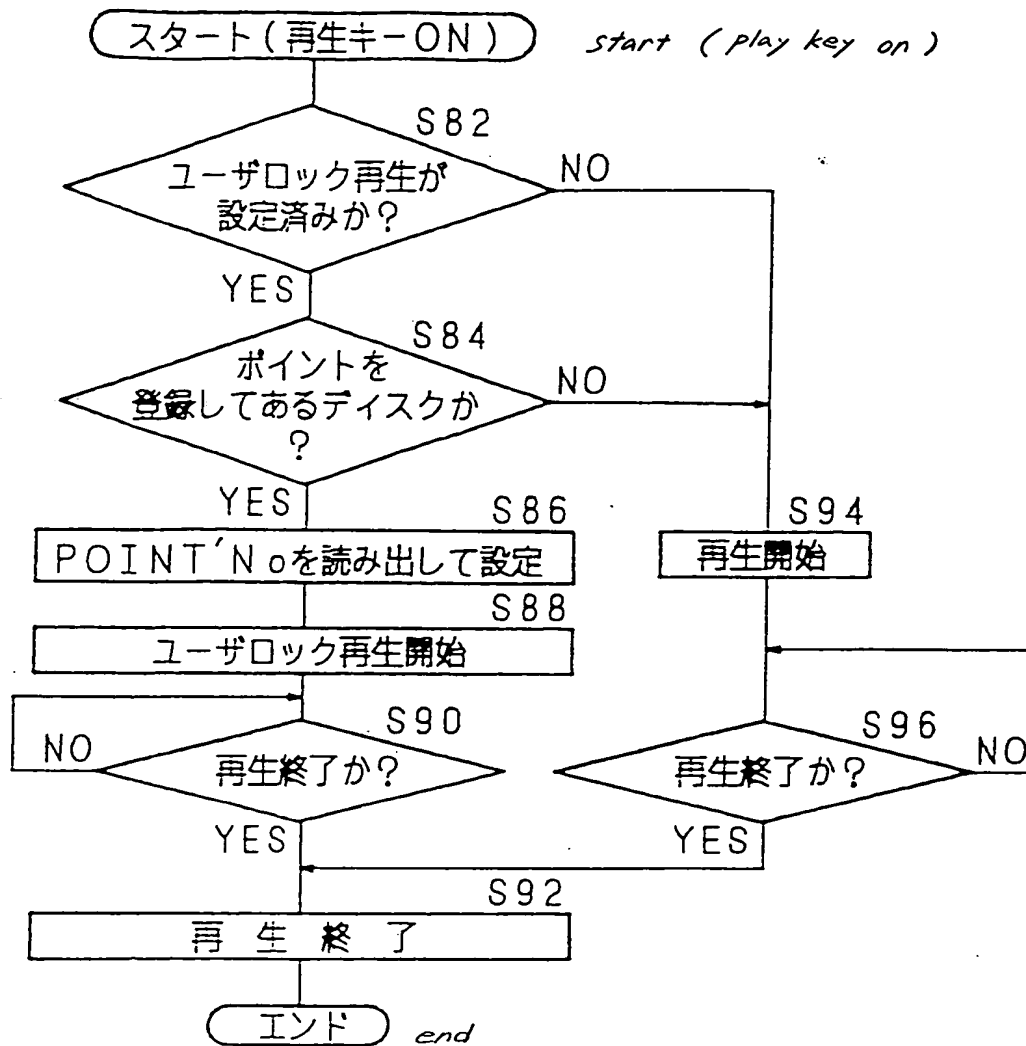 スタート(再生キーON) start (play key on)
S82
ユーザロック再生が
設定済みか?
NO
YES
S84
ポイントを
登録してあるディスクか
?
NO
YES
S86
POINT'Noを読み出して設定
S94
再生開始
S88
ユーザロック再生開始
S90
再生終了か?
NO
YES
S96
再生終了か?
NO
YES
S92
再生終了
エンド end